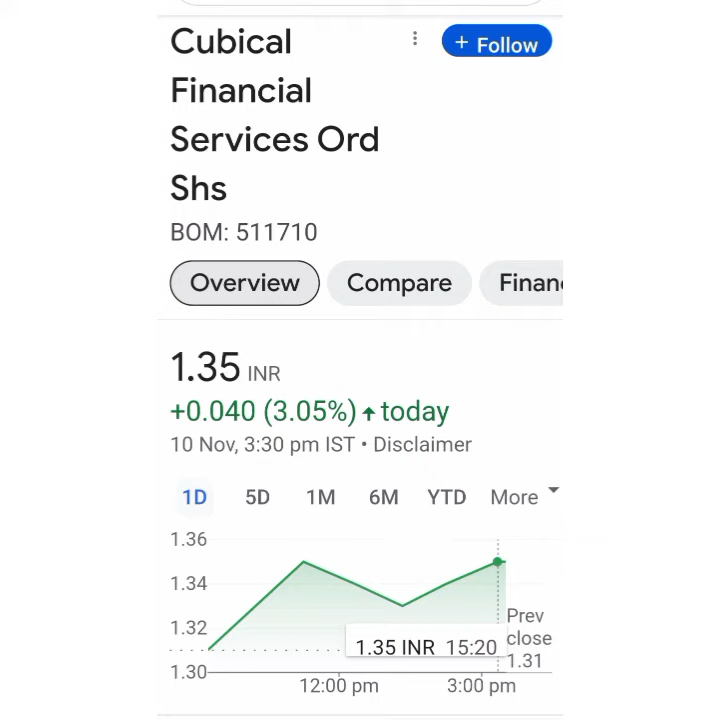 Cubical
Financial
Services Ord
Shs
+ Follow
BOM: 511710
Overview
Compare
Finan
1.35 INR
+0.040 (3.05%) ↑ today
10 Nov, 3:30 pm IST • Disclaimer
1D 5D 1M 6M YTD More
1.36
1.34
1.32
1.30
Prev
close
1.31
1.35 INR 15:20
12:00 pm 3:00 pm